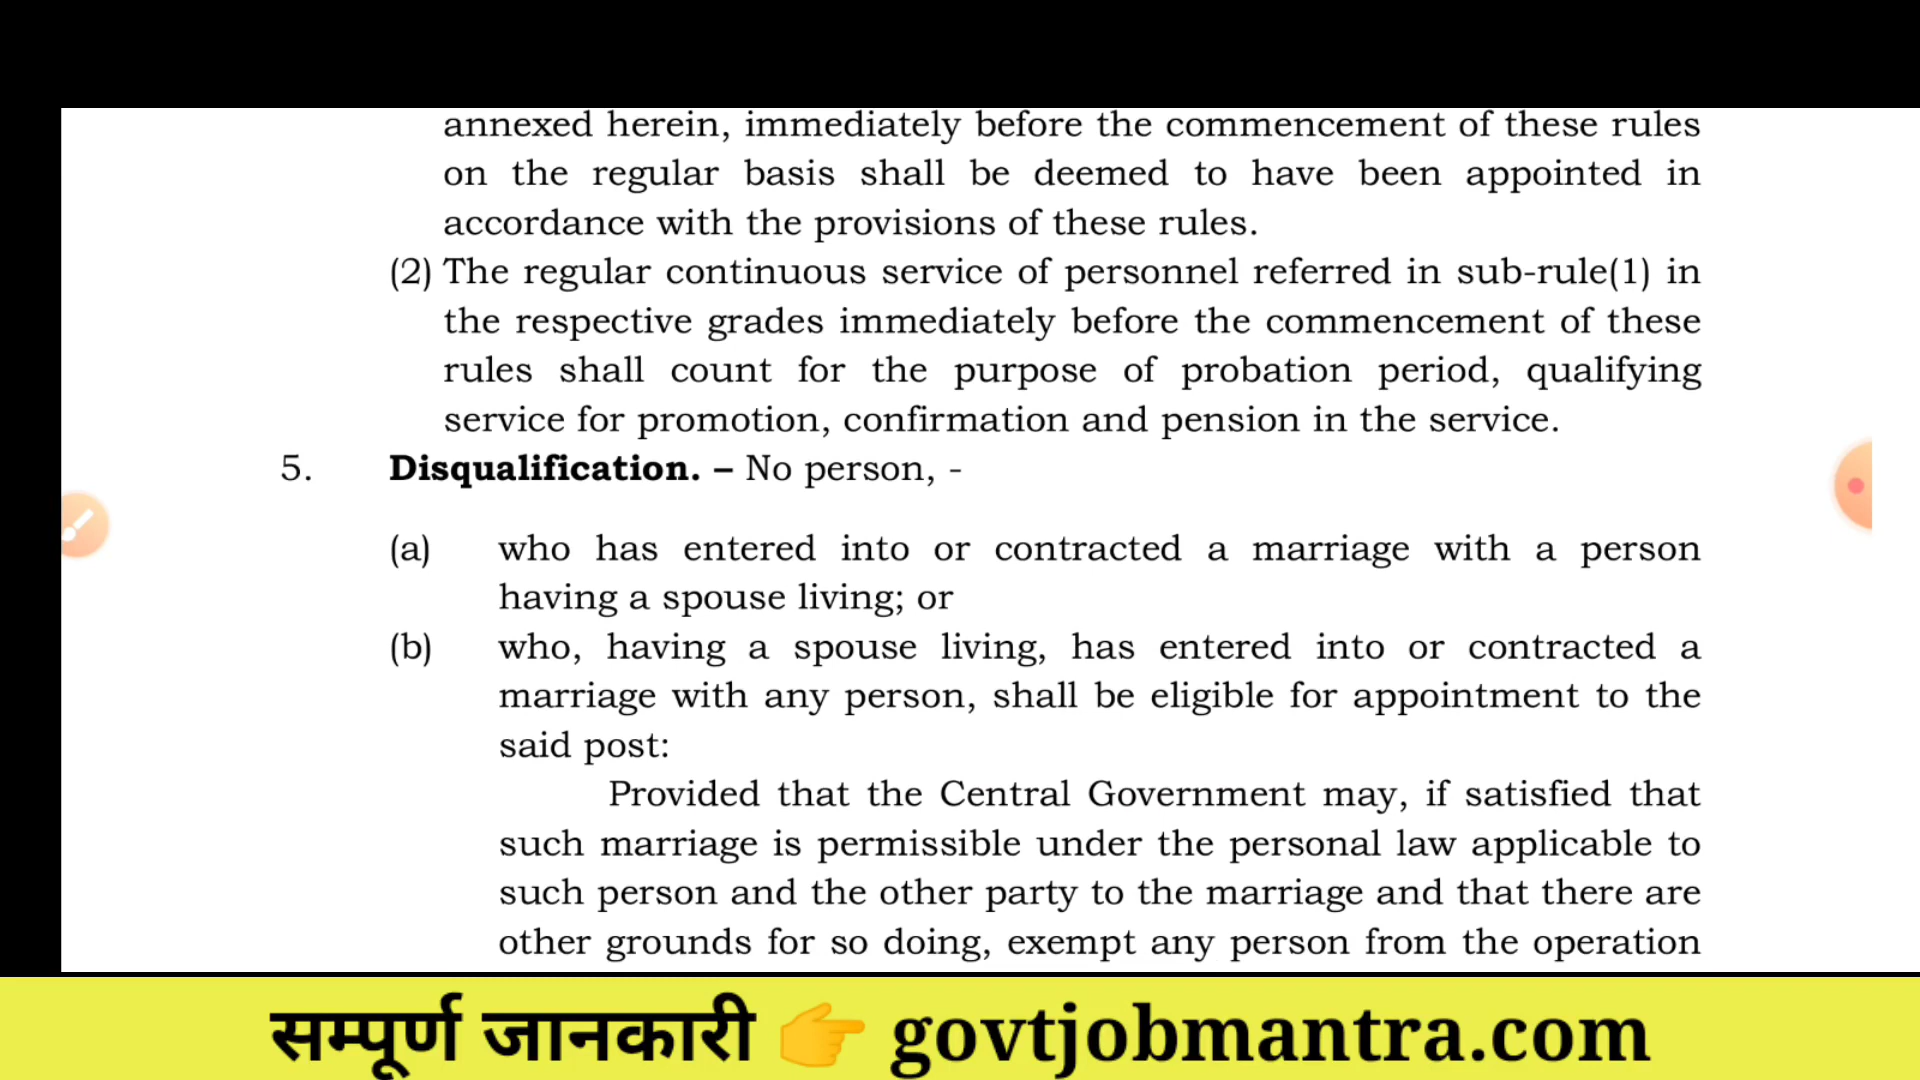 annexed herein, immediately before the commencement of these rules
on the regular basis shall be deemed to have been appointed in
accordance with the provisions of these rules.
(2) The regular continuous service of personnel referred in sub-rule(1) in
the respective grades immediately before the commencement of these
rules shall count for the purpose of probation period, qualifying
service for promotion, confirmation and pension in the service.
5. Disqualification. – No person, -
(a) who has entered into or contracted a marriage with a person
having a spouse living; or
(b) who, having a spouse living, has entered into or contracted a
marriage with any person, shall be eligible for appointment to the
said post:
Provided that the Central Government may, if satisfied that
such marriage is permissible under the personal law applicable to
such person and the other party to the marriage and that there are
other grounds for so doing, exempt any person from the operation
सम्पूर्ण जानकारी 👉 govtjobmantra.com